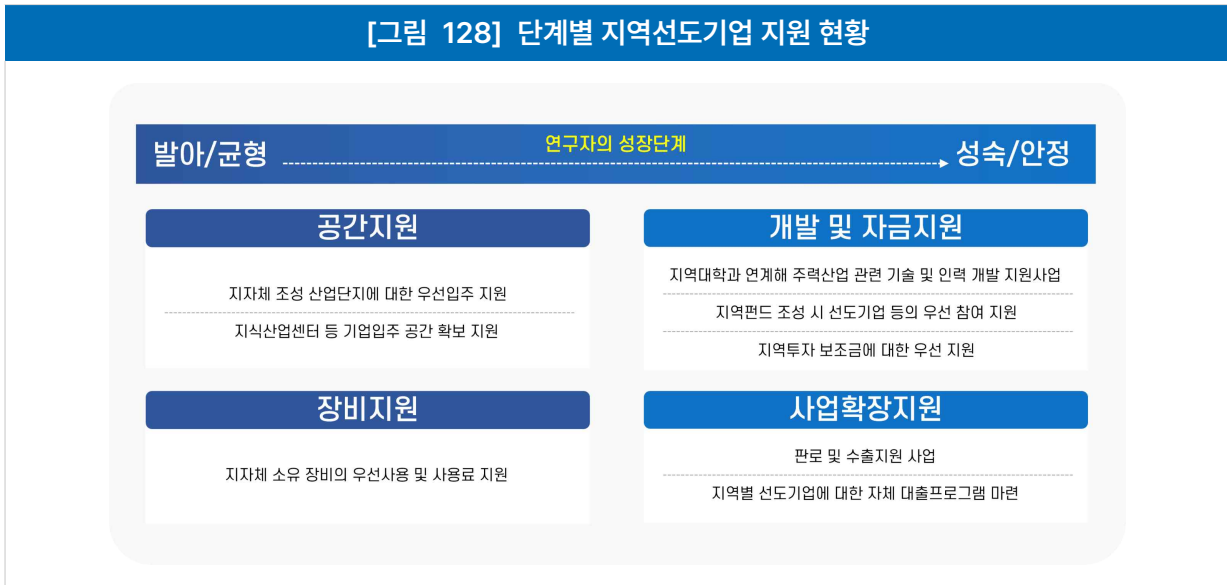 [그림 128] 단계별 지역선도기업 지원 현황
연구자의 성장단계
발아/균형
성숙/안정
공간지원
지자체 조성 산업단지에 대한 우선입주 지원
지식산업센터 등 기업입주 공간 확보 지원
개발 및 자금지원
지역대학과 연계해 주력산업 관련 기술 및 인력 개발 지원사업
지역펀드 조성 시 선도기업 등의 우선 참여 지원
지역투자 보조금에 대한 우선 지원
장비지원
지자체 소유 장비의 우선사용 및 사용료 지원
사업확장지원
판로 및 수출지원 사업
지역별 선도기업에 대한 자체 대출프로그램 마련